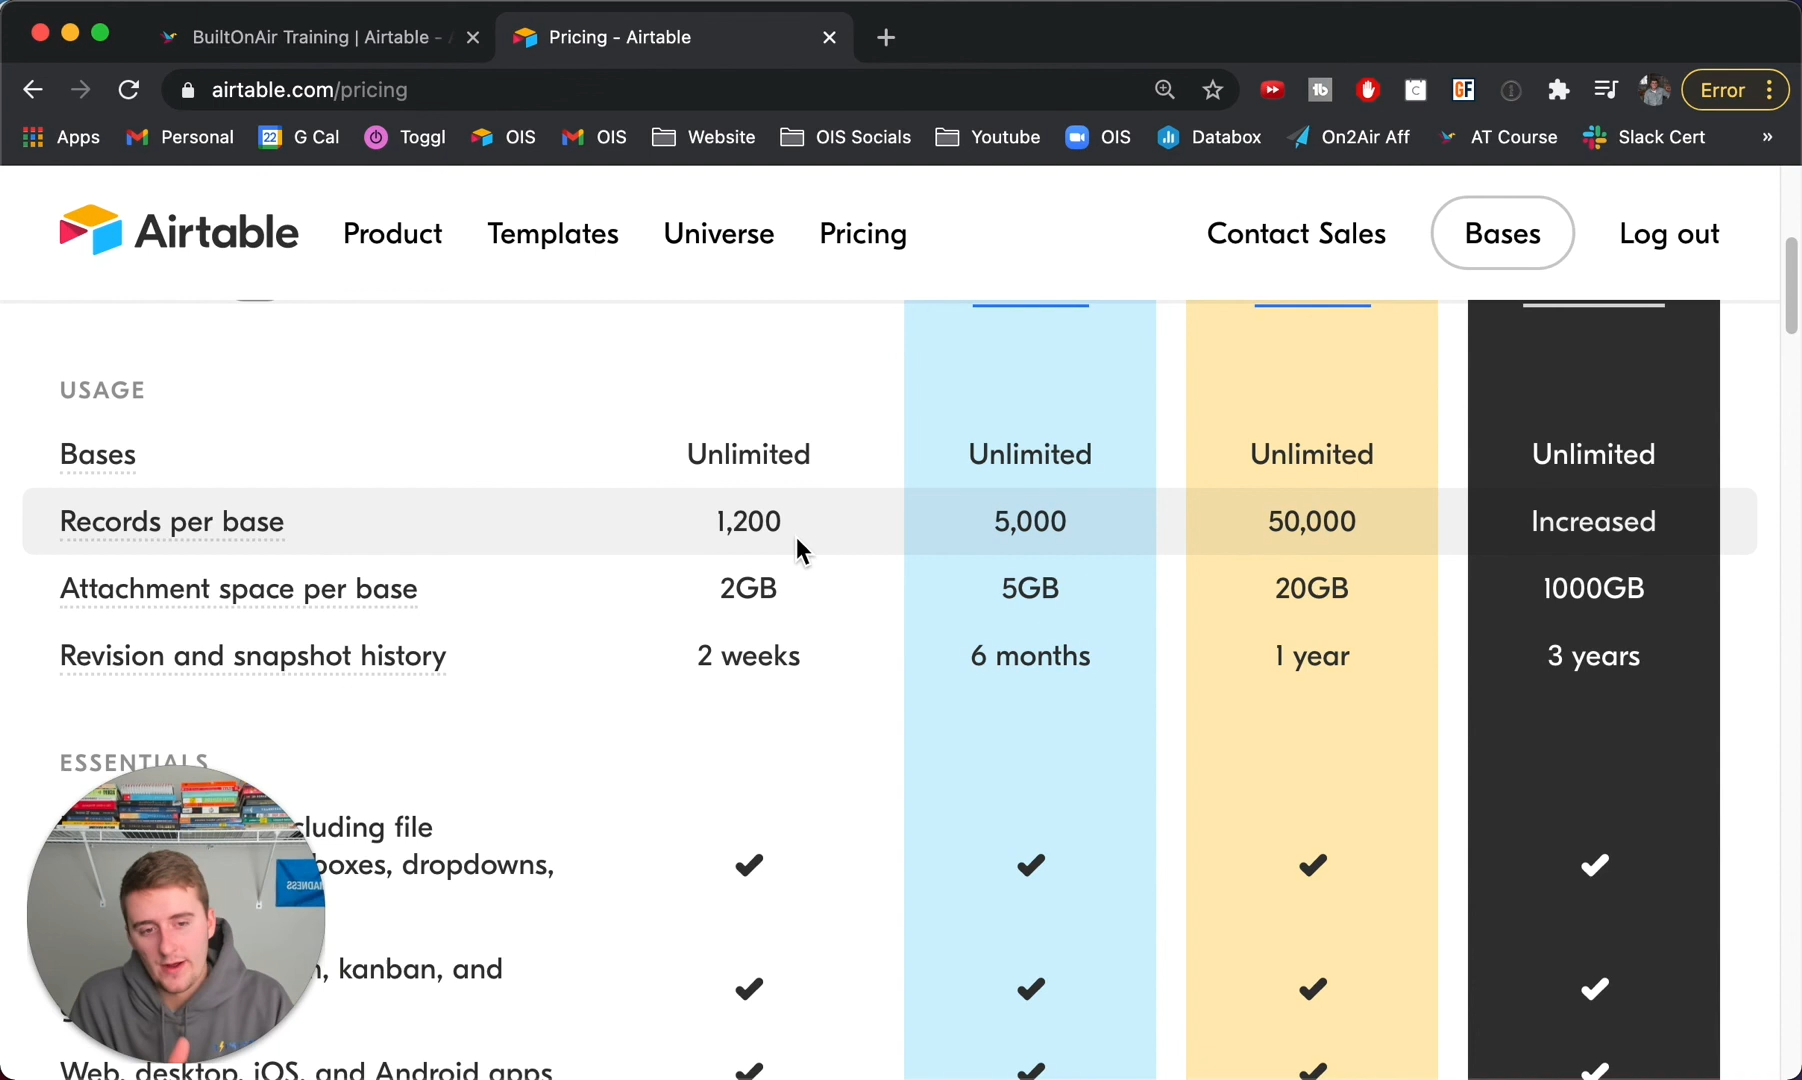 BuiltOnAir Training | Airtable -
Pricing - Airtable
airtable.com/pricing
Error
Apps
Personal
22
G Cal
Toggl
OIS
OIS
Website
OIS Socials
Youtube
OIS
Databox
On2Air Aff
AT Course
Slack Cert
»
Airtable
Product
Templates
Universe
Pricing
Contact Sales
Bases
Log out
USAGE
Bases Unlimited Unlimited Unlimited Unlimited
Records per base 1,200 5,000 50,000 Increased
Attachment space per base 2GB 5GB 20GB 1000GB
Revision and snapshot history 2 weeks 6 months 1 year 3 years
ESSENTIALS
cluding file
boxes, dropdowns,
MADNESS
, kanban, and
Web, desktop, iOS, and Android apps